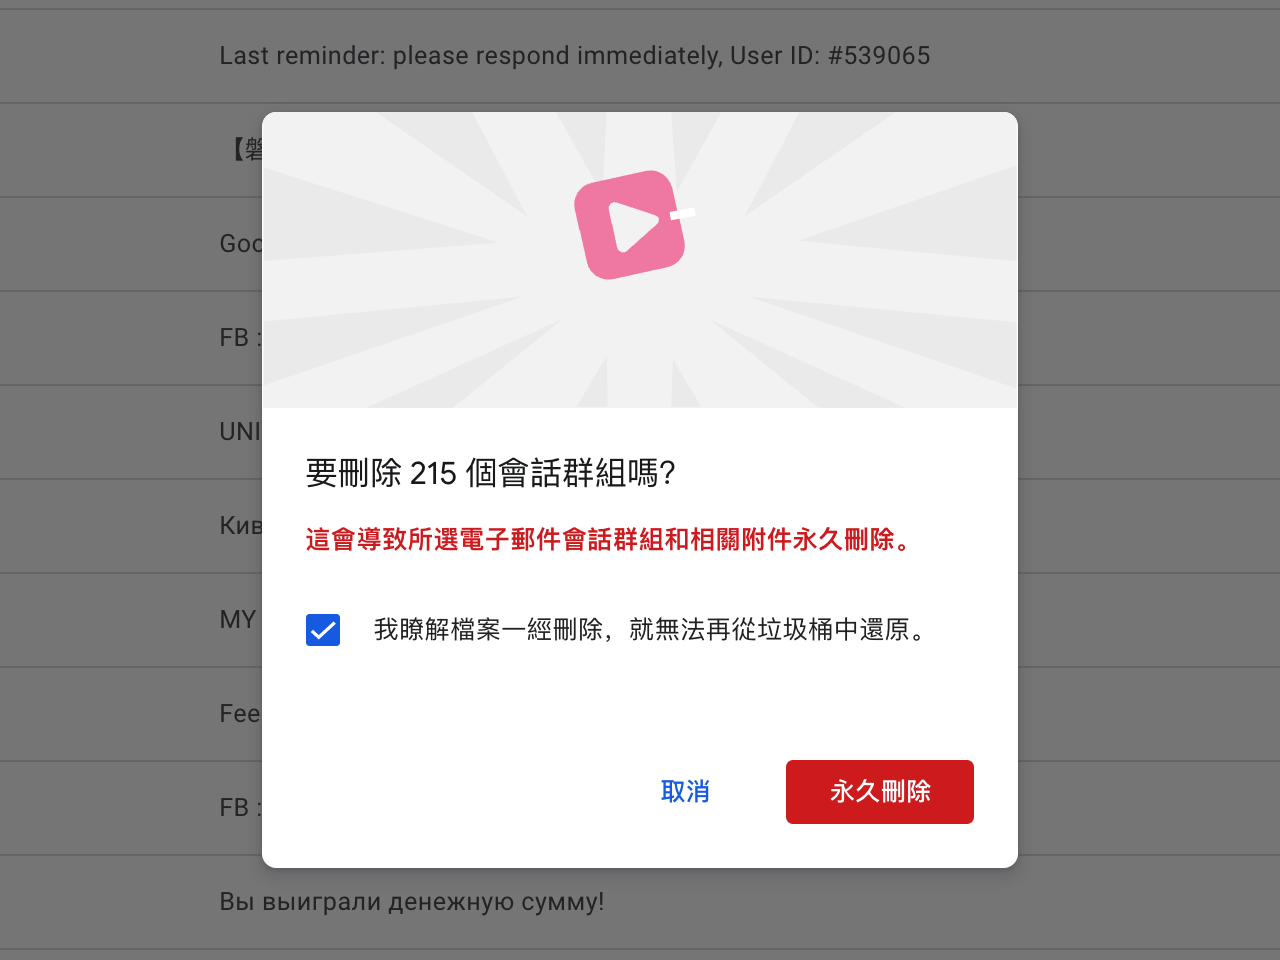 Last reminder: please respond immediately, User ID: #539065
【磐
Goo
FB :
UNI
Кив
MY
Fee
FB :
Вы выиграли денежную сумму!
要刪除 215 個會話群組嗎?
這會導致所選電子郵件會話群組和相關附件永久刪除。
我瞭解檔案一經刪除，就無法再從垃圾桶中還原。
取消
永久刪除